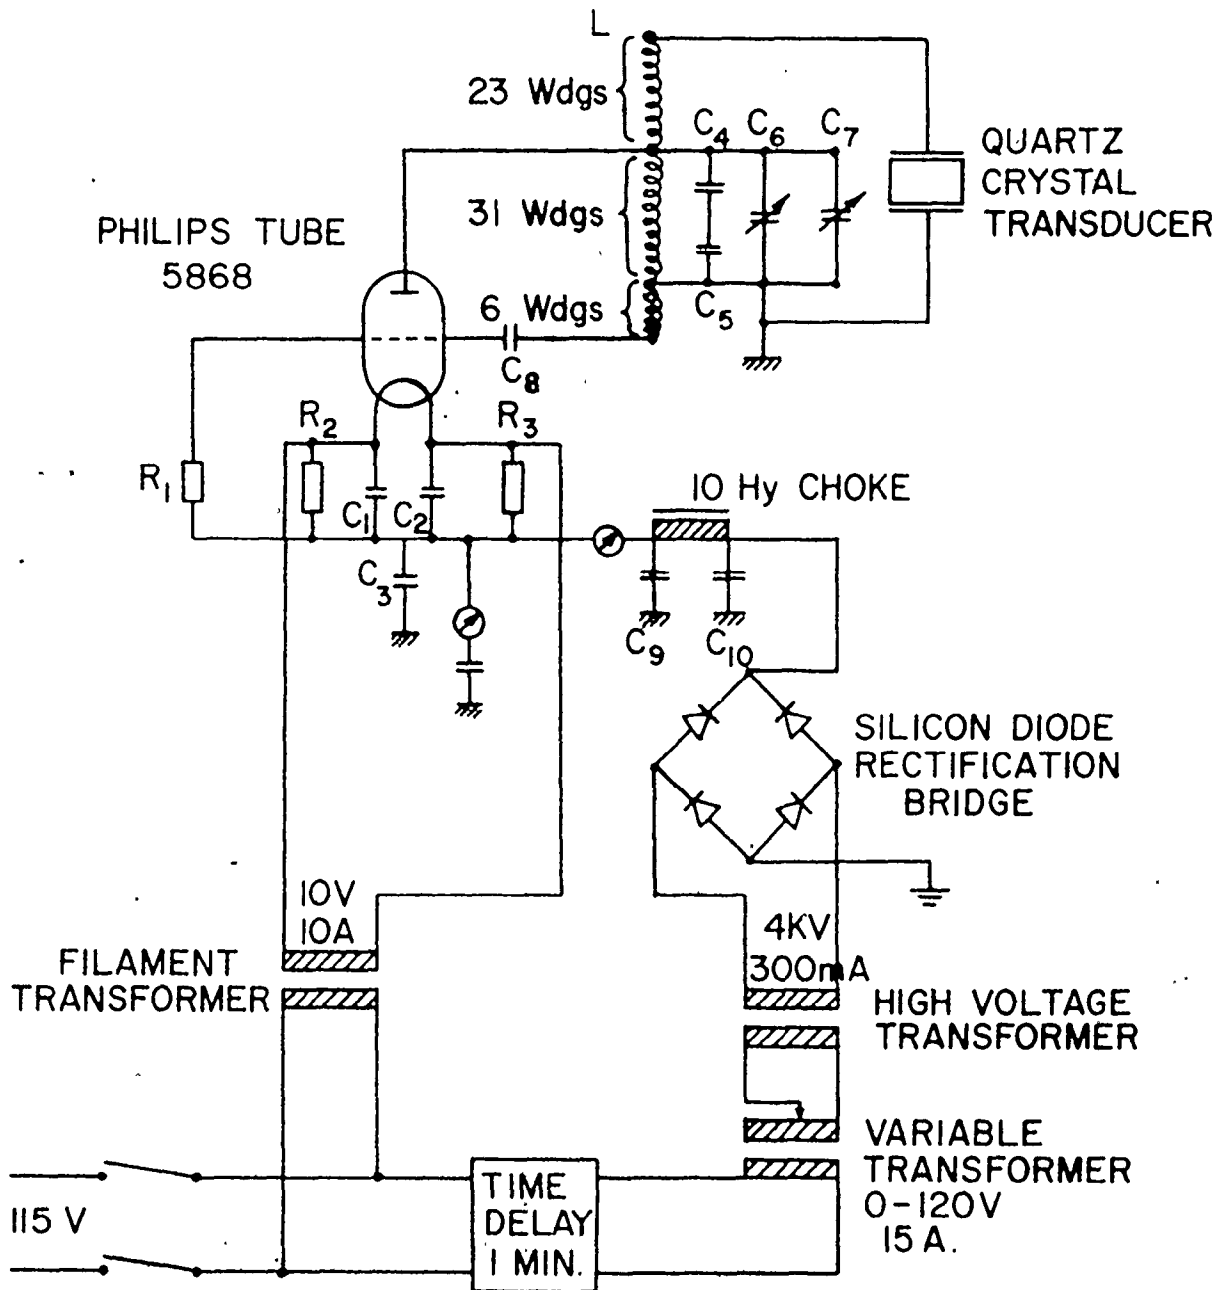 L
23 Wdgs
C4 C6 C7
QUARTZ
CRYSTAL
TRANSDUCER
31 Wdgs
PHILIPS TUBE
5868
6 Wdgs
C5
C8
R2
R3
R1
C1 C2
10 Hy CHOKE
C3
C9 C10
SILICON DIODE
RECTIFICATION
BRIDGE
10V
10A
4KV
300mA
FILAMENT
TRANSFORMER
HIGH VOLTAGE
TRANSFORMER
VARIABLE
TRANSFORMER
0-120V
15 A.
115 V
TIME
DELAY
1 MIN.